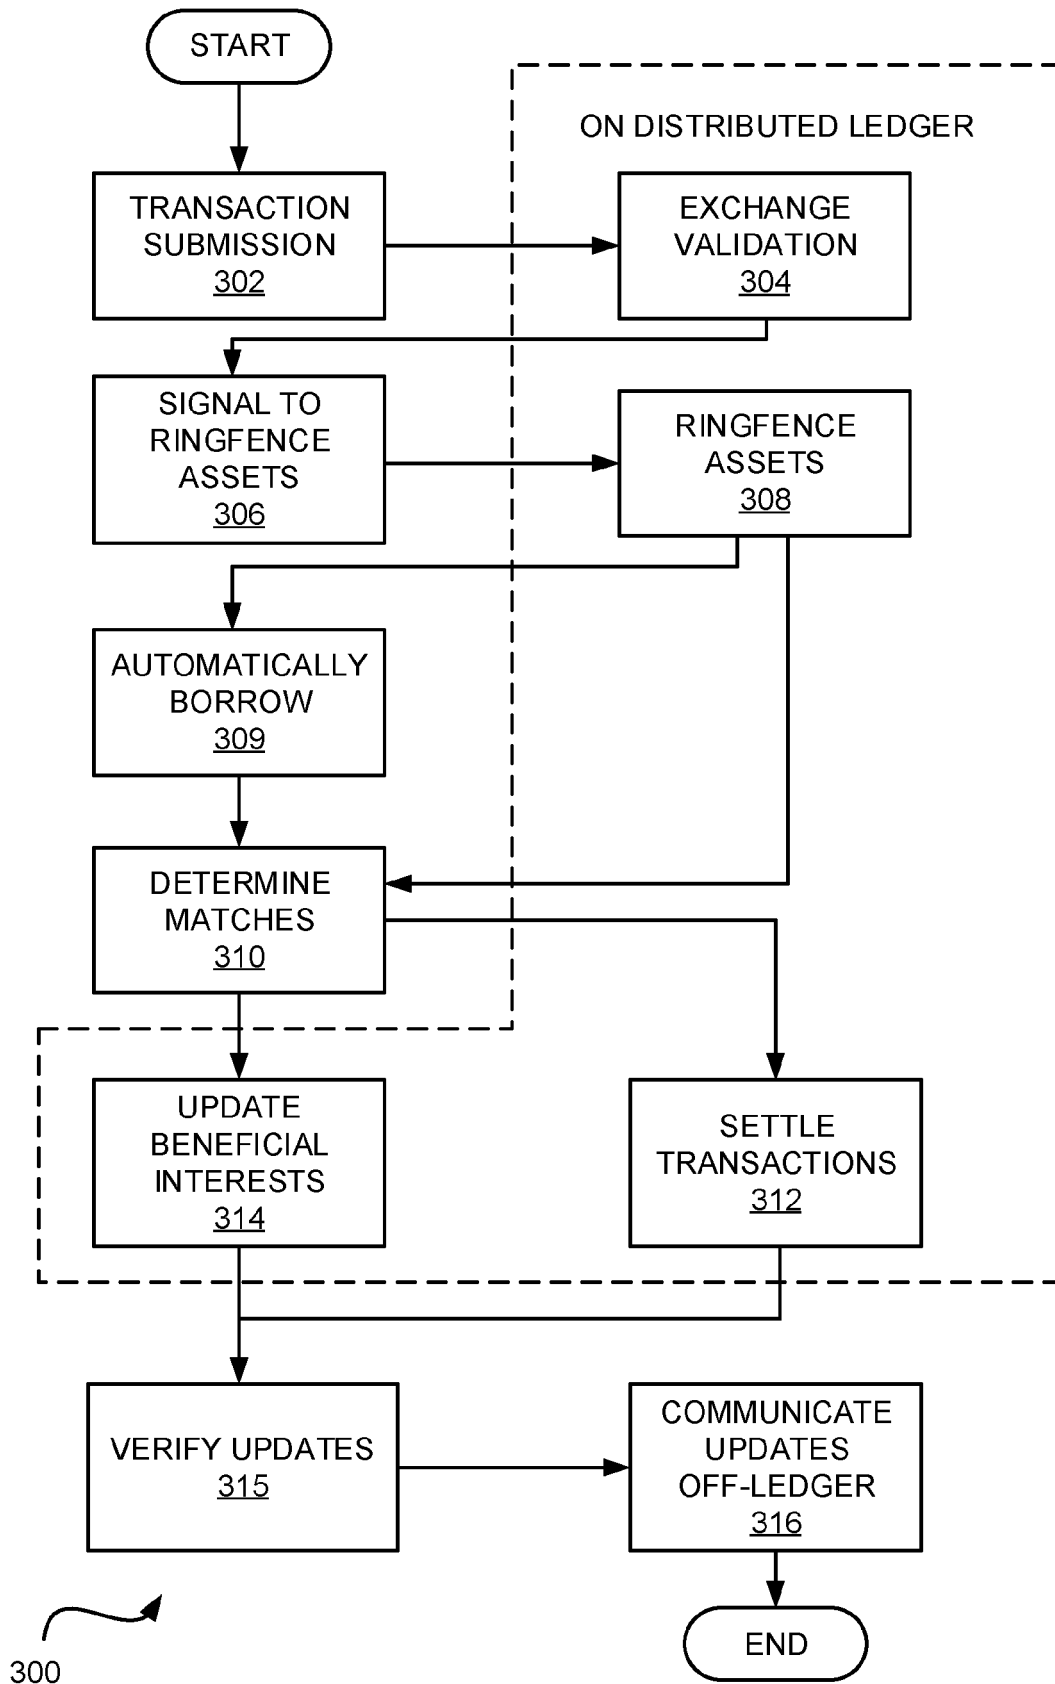 START
ON DISTRIBUTED LEDGER
TRANSACTION
SUBMISSION
302
EXCHANGE
VALIDATION
304
SIGNAL TO
RINGFENCE
ASSETS
306
RINGFENCE
ASSETS
308
AUTOMATICALLY
BORROW
309
DETERMINE
MATCHES
310
UPDATE
BENEFICIAL
INTERESTS
314
SETTLE
TRANSACTIONS
312
VERIFY UPDATES
315
COMMUNICATE
UPDATES
OFF-LEDGER
316
END
300